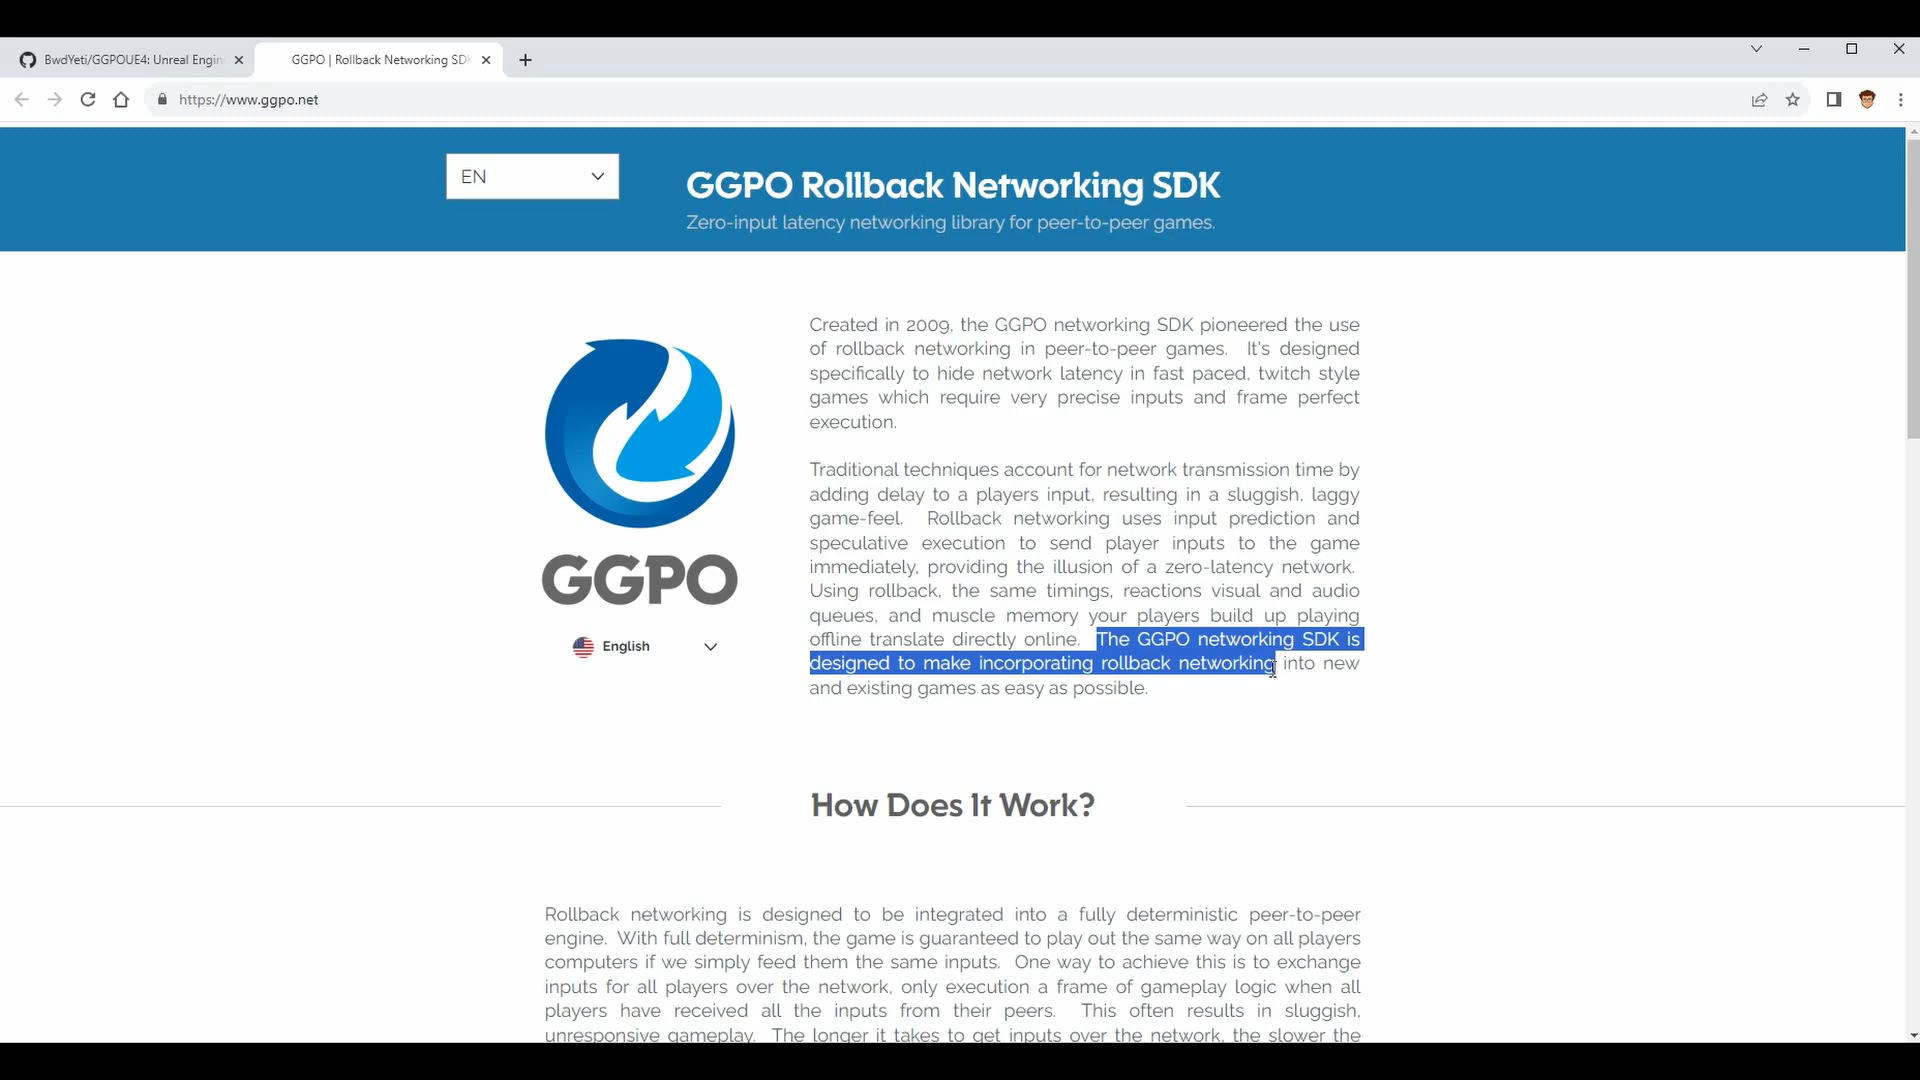 BwdYeti/GGPOUE4: Unreal Engin
GGPO | Rollback Networking SDK
https://www.ggpo.net
EN
GGPO Rollback Networking SDK
Zero-input latency networking library for peer-to-peer games.
Created in 2009, the GGPO networking SDK pioneered the use
of rollback networking in peer-to-peer games. It's designed
specifically to hide network latency in fast paced, twitch style
games which require very precise inputs and frame perfect
execution.
Traditional techniques account for network transmission time by
adding delay to a players input, resulting in a sluggish, laggy
game-feel. Rollback networking uses input prediction and
speculative execution to send player inputs to the game
immediately, providing the illusion of a zero-latency network.
Using rollback, the same timings, reactions visual and audio
queues, and muscle memory your players build up playing
offline translate directly online. The GGPO networking SDK is
designed to make incorporating rollback networking into new
and existing games as easy as possible.
GGPO
English
How Does It Work?
Rollback networking is designed to be integrated into a fully deterministic peer-to-peer
engine. With full determinism, the game is guaranteed to play out the same way on all players
computers if we simply feed them the same inputs. One way to achieve this is to exchange
inputs for all players over the network, only execution a frame of gameplay logic when all
players have received all the inputs from their peers. This often results in sluggish,
unresponsive gameplay. The longer it takes to get inputs over the network, the slower the